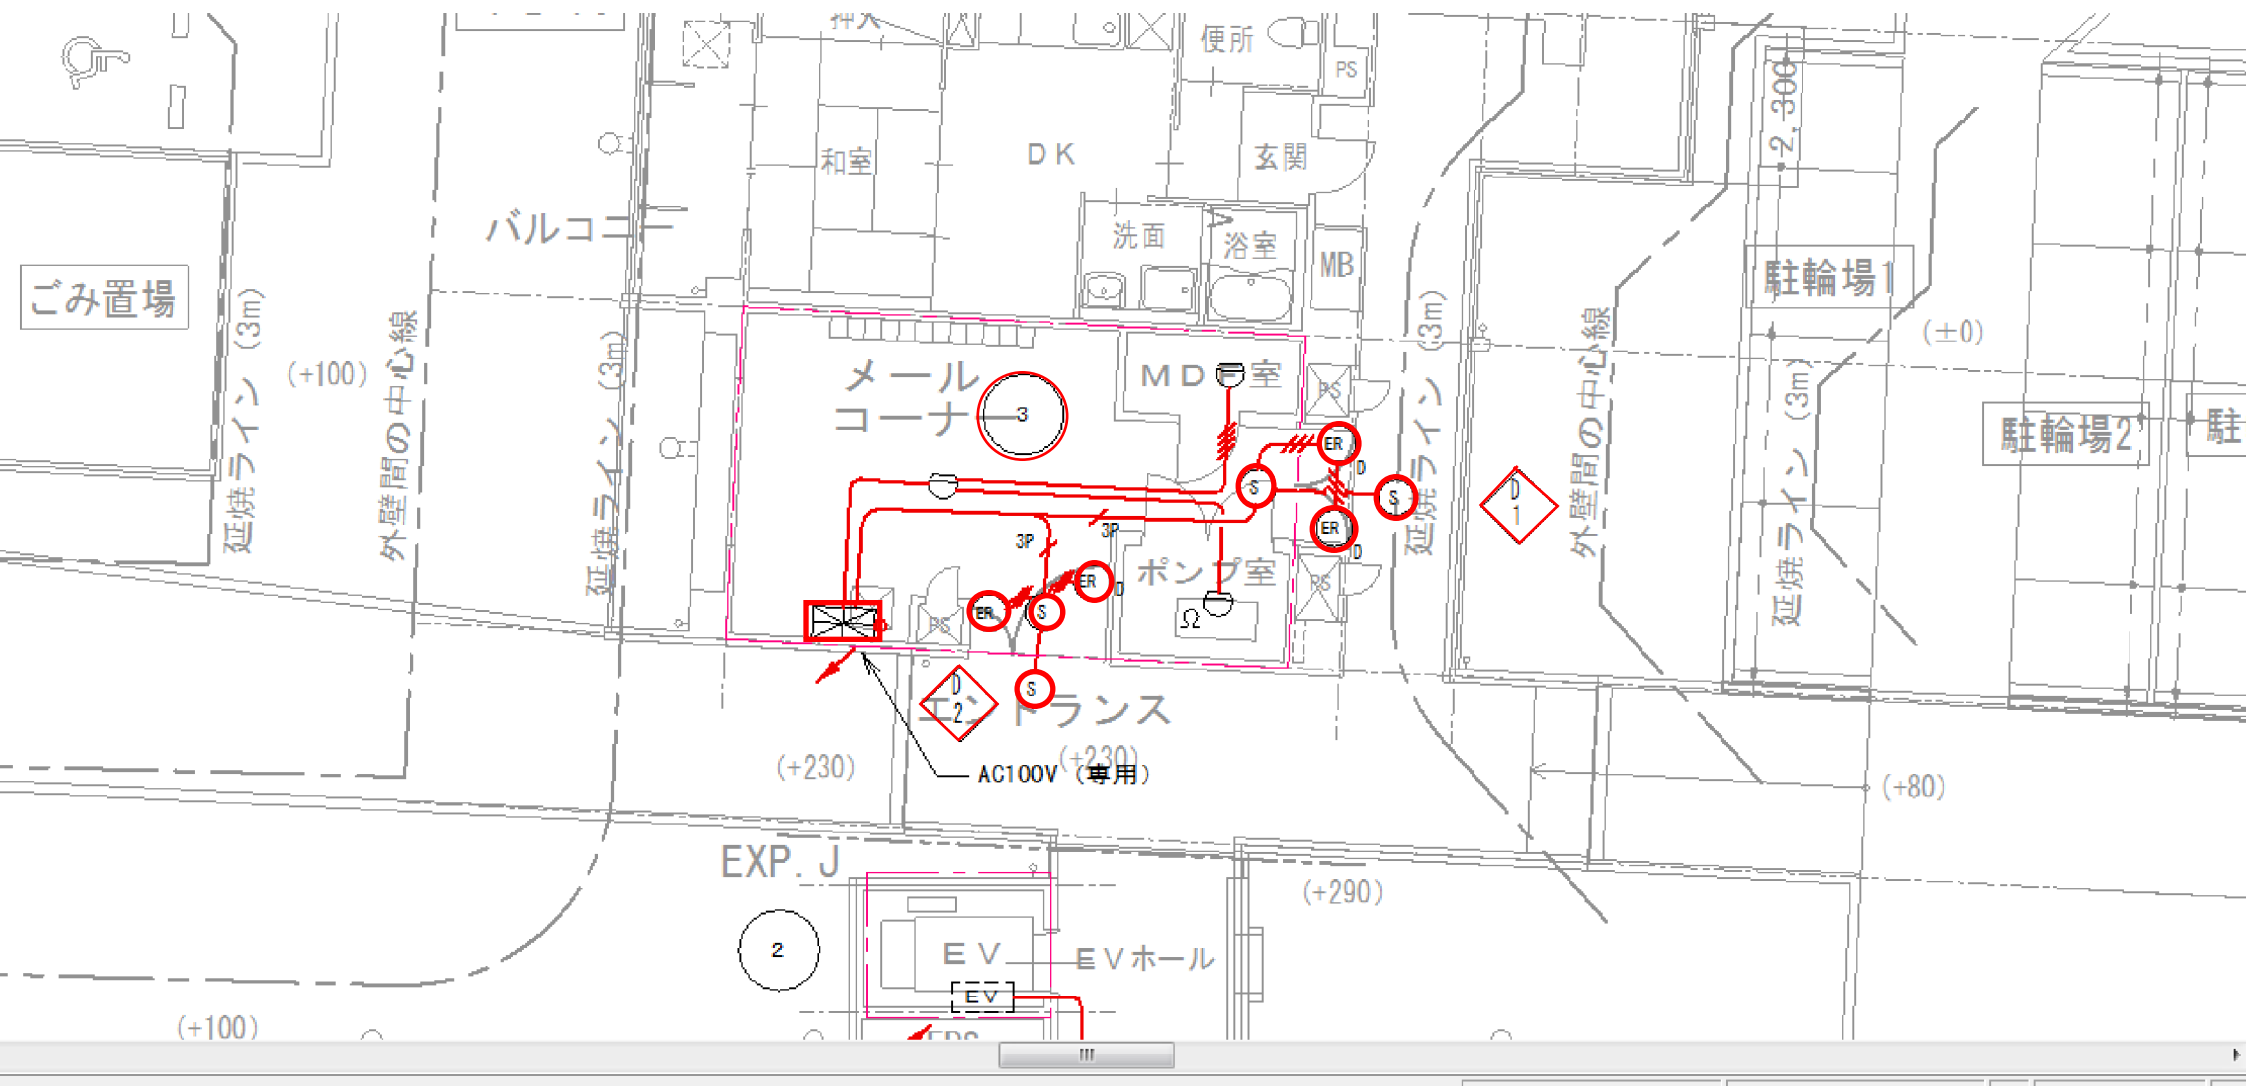 押入
便所
PS
2,300
和室
DK
玄関
バルコニー
洗面
浴室
MB
ごみ置場
駐輪場1
延焼ライン (3m)
(+100)
外壁間の中心線
延焼ライン (3m)
メール
コーナー
3
MDF室
PS
延焼ライン (3m)
外壁間の中心線
延焼ライン (3m)
(±0)
駐輪場2
駐
ER
D
S
S
D
1
ER
D
3P
3P
ポンプ室
PS
ER
D
ER
S
Ω
PS
S
D
2
エントランス
(+230)
(+230)
AC100V (専用)
(+80)
EXP.J
(+290)
2
EV
EVホール
EV
(+100)
EPS